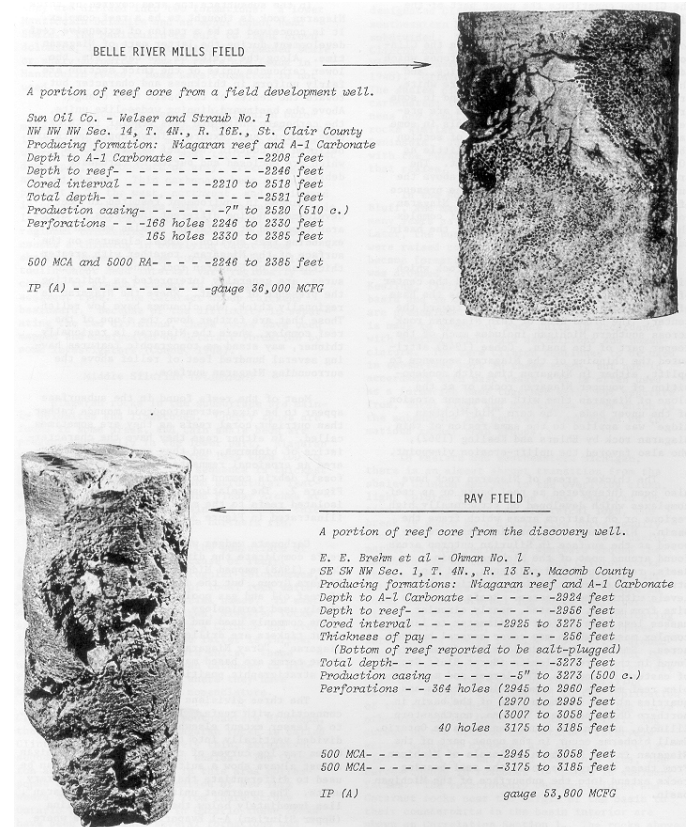 BELLE RIVER MILLS FIELD
A portion of reef core from a field development well.
Sun Oil Co. - Welser and Straub No. 1
NW NW NW Sec. 14, T. 4N., R. 16E., St. Clair County
Producing formation: Niagaran reef and A-1 Carbonate
Depth to A-1 Carbonate - - - - - - -2208 feet
Depth to reef- - - - - - - - - - - -2246 feet
Cored interval - - - - - - -2210 to 2518 feet
Total depth- - - - - - - - - - - - -2521 feet
Production casing- - - - - - -7" to 2520 (510 c.)
Perforations - - -168 holes 2246 to 2330 feet
165 holes 2330 to 2385 feet
500 MCA and 5000 RA- - - - -2246 to 2385 feet
IP (A) - - - - - - - - - - -gauge 36,000 MCFG
RAY FIELD
A portion of reef core from the discovery well.
E. E. Brehm et al - Ohman No. 1
SE SW NW Sec. 1, T. 4N., R. 13 E., Macomb County
Producing formations: Niagaran reef and A-1 Carbonate
Depth to A-1 Carbonate - - - - - - -2924 feet
Depth to reef- - - - - - - - - - - -2956 feet
Cored interval - - - - - - -2925 to 3275 feet
Thickness of pay - - - - - - - - - - 256 feet
(Bottom of reef reported to be salt-plugged)
Total depth- - - - - - - - - - - - -3273 feet
Production casing - - - - - - -5" to 3273 (500 c.)
Perforations - - 364 holes (2945 to 2960 feet
(2970 to 2995 feet
(3007 to 3058 feet
40 holes 3175 to 3185 feet
500 MCA- - - - - - - - - - -2945 to 3058 feet
500 MCA- - - - - - - - - - -3175 to 3185 feet
IP (A) gauge 53,800 MCFG